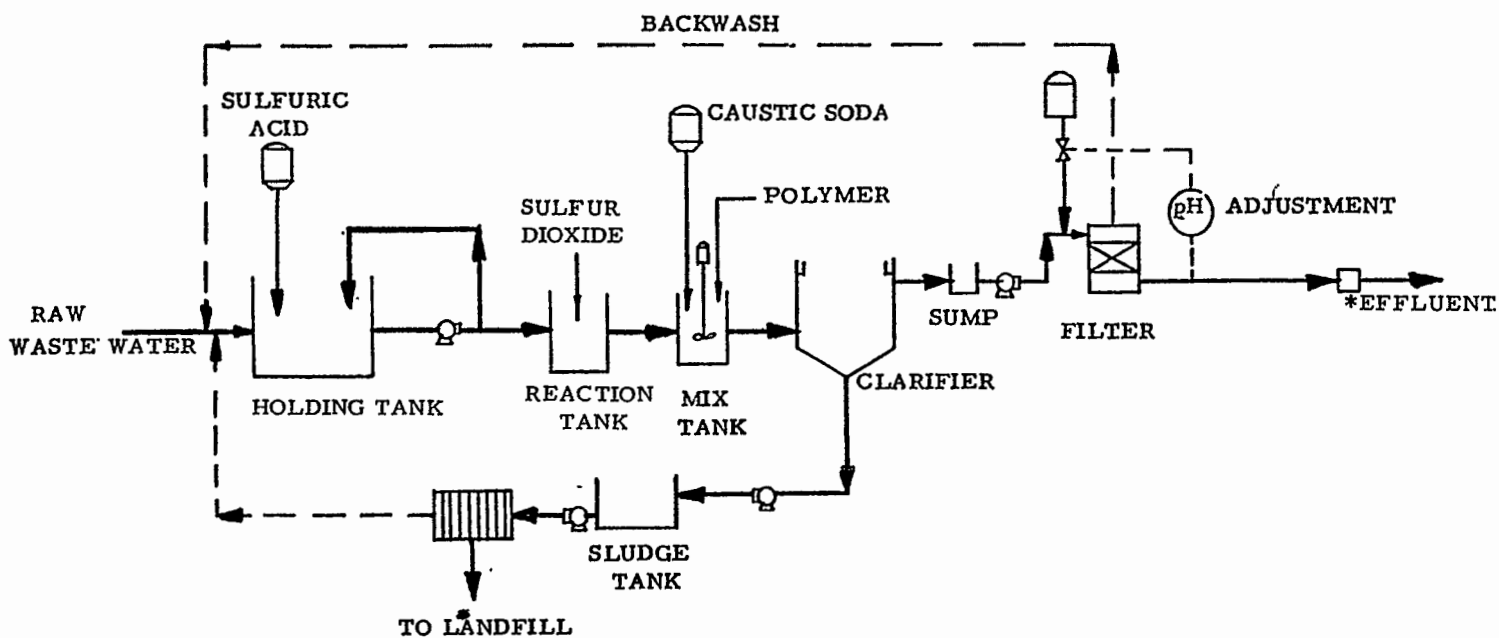 BACKWASH
SULFURIC
ACID
CAUSTIC SODA
POLYMER
SULFUR
DIOXIDE
pH
ADJUSTMENT
RAW
WASTE WATER
HOLDING TANK
REACTION
TANK
MIX
TANK
CLARIFIER
SUMP
FILTER
*EFFLUENT
SLUDGE
TANK
*
TO LANDFILL